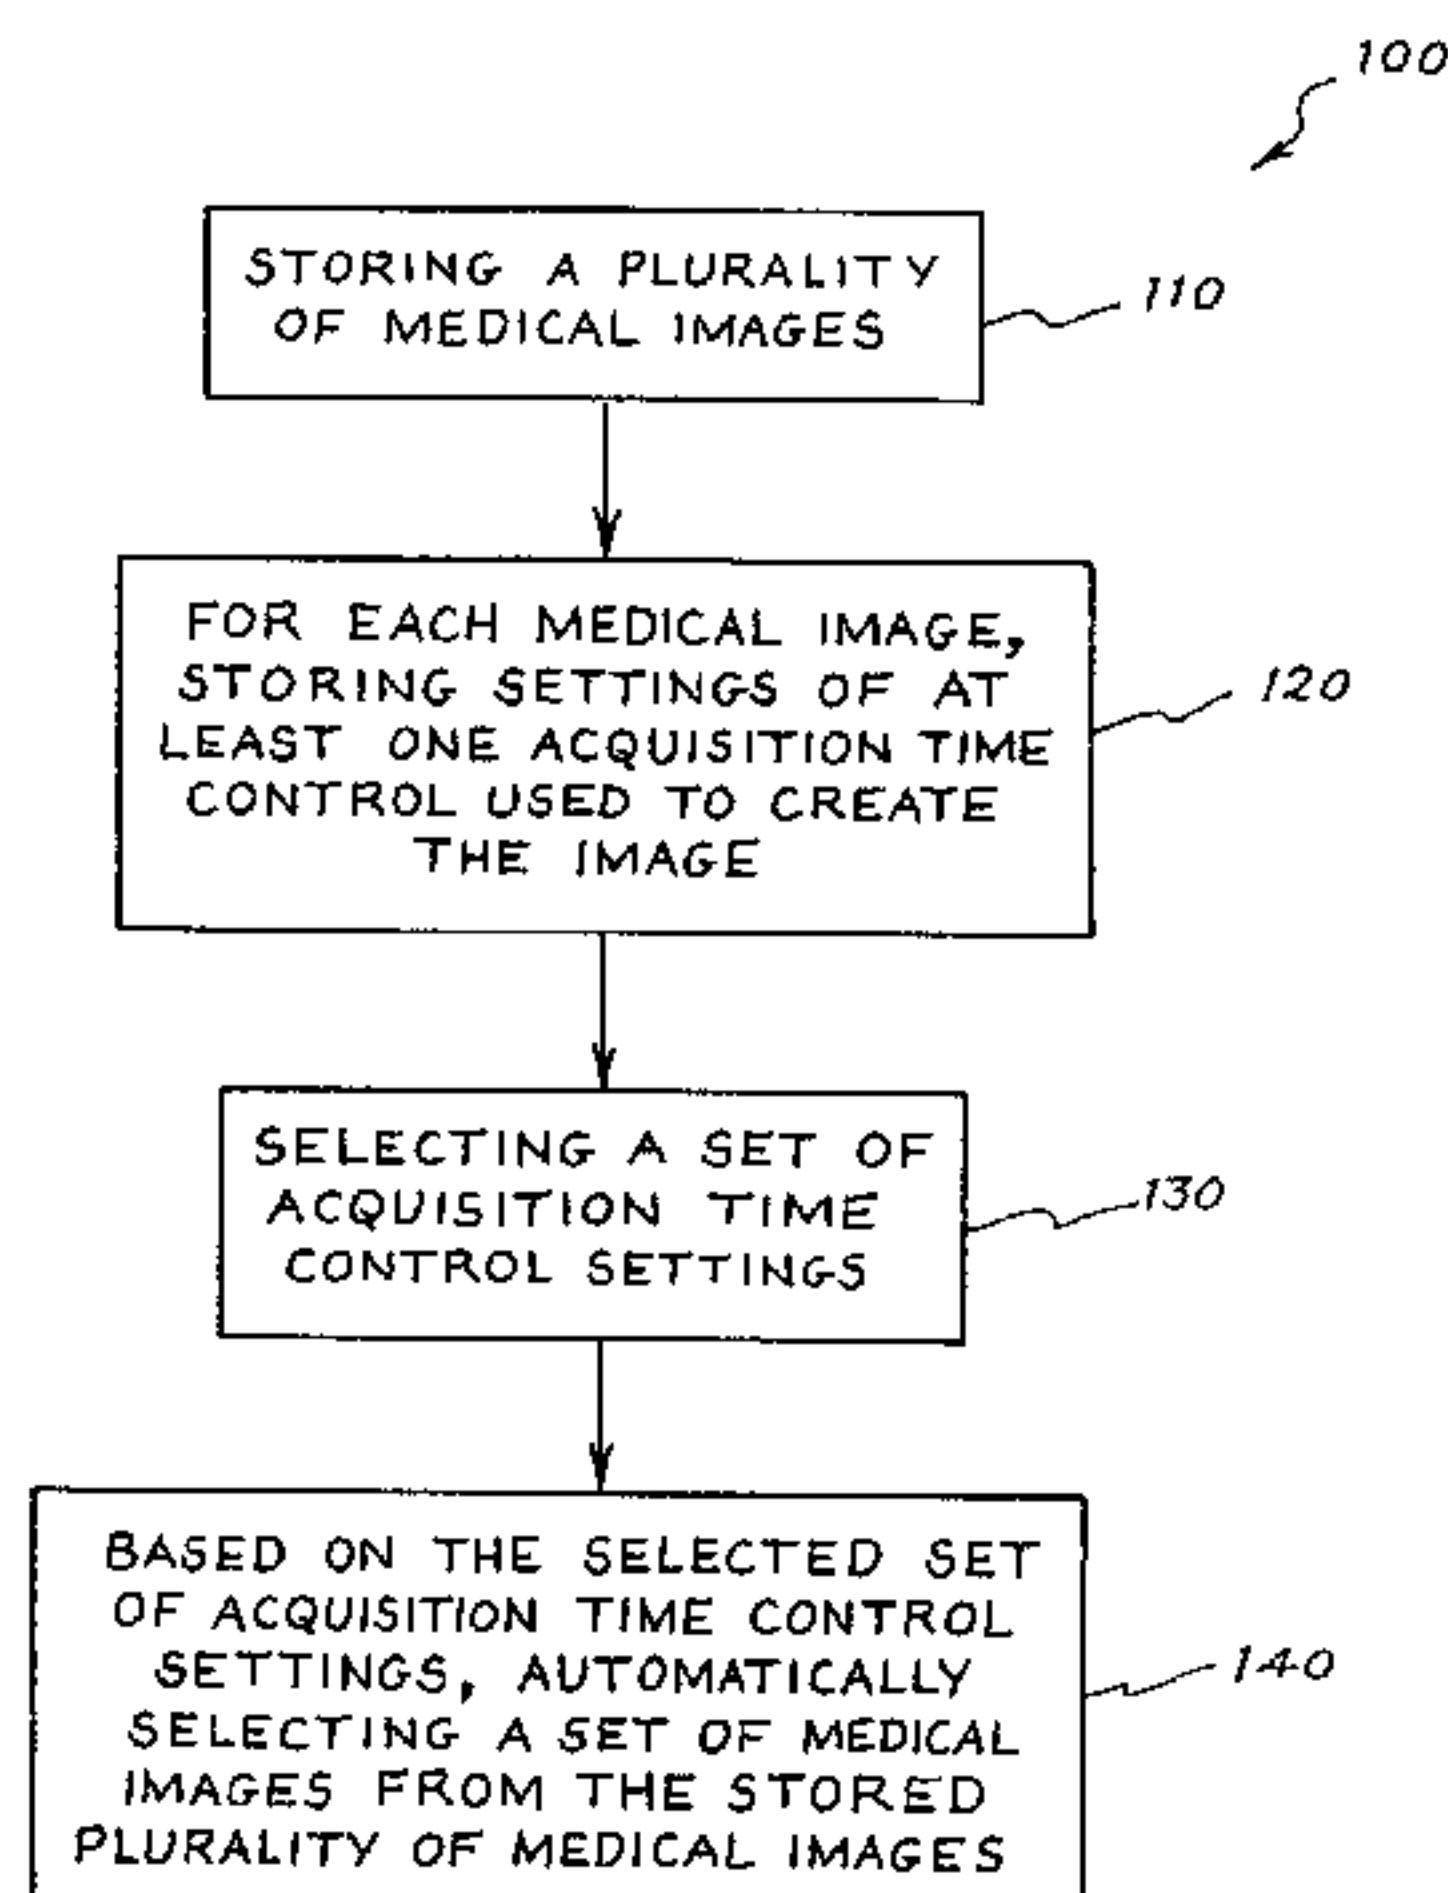 100
STORING A PLURALITY
OF MEDICAL IMAGES
110
FOR EACH MEDICAL IMAGE,
STORING SETTINGS OF AT
LEAST ONE ACQUISITION TIME
CONTROL USED TO CREATE
THE IMAGE
120
SELECTING A SET OF
ACQUISITION TIME
CONTROL SETTINGS
130
BASED ON THE SELECTED SET
OF ACQUISITION TIME CONTROL
SETTINGS, AUTOMATICALLY
SELECTING A SET OF MEDICAL
IMAGES FROM THE STORED
PLURALITY OF MEDICAL IMAGES
140